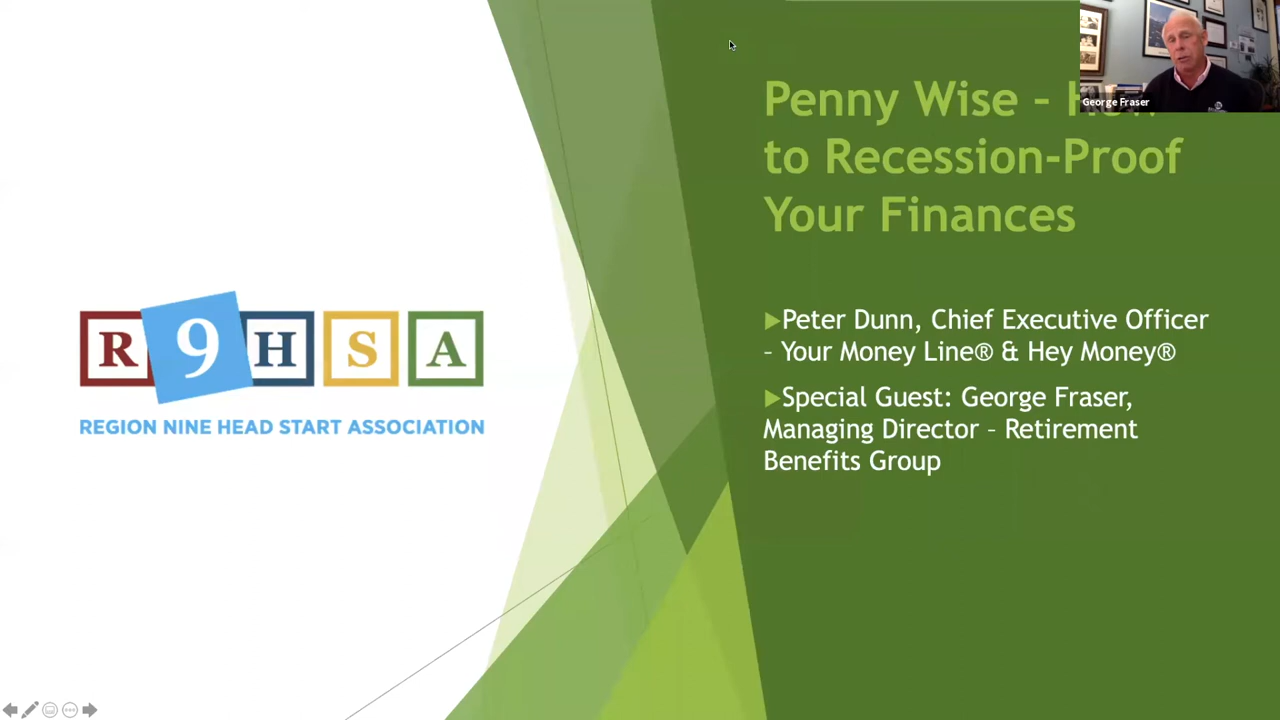 George Fraser
Penny Wise –
to Recession-Proof
Your Finances
R 9 H S A
REGION NINE HEAD START ASSOCIATION
Peter Dunn, Chief Executive Officer
– Your Money Line® & Hey Money®
Special Guest: George Fraser,
Managing Director – Retirement
Benefits Group